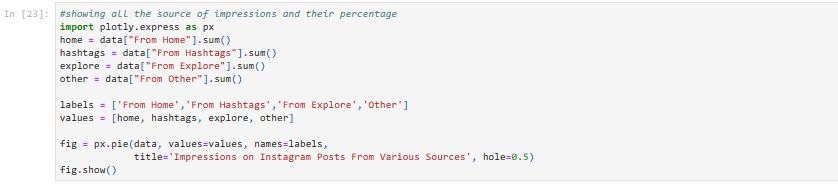 In [23]: #showing all the source of impressions and their percentage
import plotly.express as px
home = data["From Home"].sum()
hashtags = data["From Hashtags"].sum()
explore = data["From Explore"].sum()
other = data["From Other"].sum()
labels = ['From Home','From Hashtags','From Explore','Other']
values = [home, hashtags, explore, other]
fig = px.pie(data, values=values, names=labels,
title='Impressions on Instagram Posts From Various Sources', hole=0.5)
fig.show()